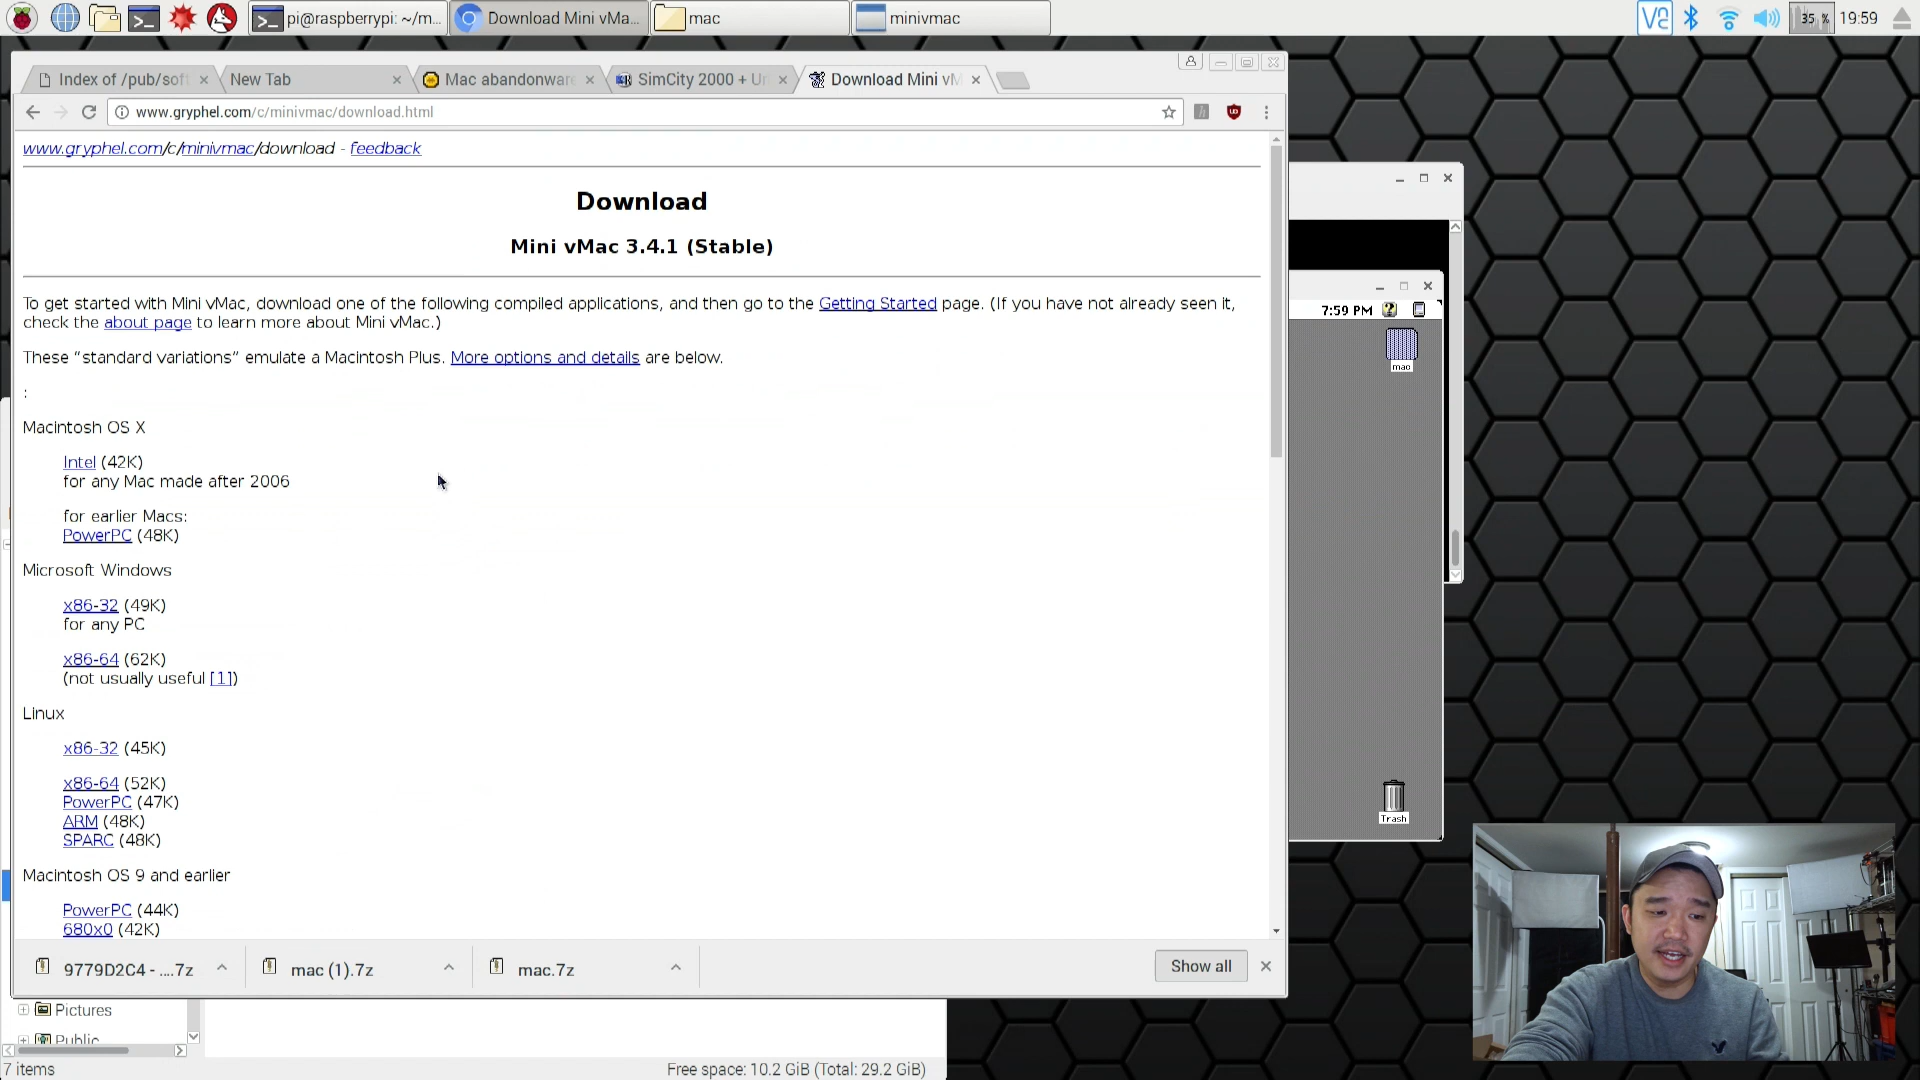 pi@raspberrypi: ~/m...
Download Mini vMa...
mac
minivmac
V2
35 %
19:59
Index of /pub/soft
New Tab
Mac abandonware
SimCity 2000 + Ur
Download Mini vM
www.gryphel.com/c/minivmac/download.html
www.gryphel.com/c/minivmac/download - feedback
Download
Mini vMac 3.4.1 (Stable)
To get started with Mini vMac, download one of the following compiled applications, and then go to the Getting Started page. (If you have not already seen it,
check the about page to learn more about Mini vMac.)
These “standard variations” emulate a Macintosh Plus. More options and details are below.
:
Macintosh OS X
Intel (42K)
for any Mac made after 2006
for earlier Macs:
PowerPC (48K)
Microsoft Windows
x86-32 (49K)
for any PC
x86-64 (62K)
(not usually useful [1])
Linux
x86-32 (45K)
x86-64 (52K)
PowerPC (47K)
ARM (48K)
SPARC (48K)
Macintosh OS 9 and earlier
PowerPC (44K)
680x0 (42K)
7:59 PM
mac
Trash
9779D2C4 - ....7z
mac (1).7z
mac.7z
Show all
Pictures
Public
7 items
Free space: 10.2 GiB (Total: 29.2 GiB)